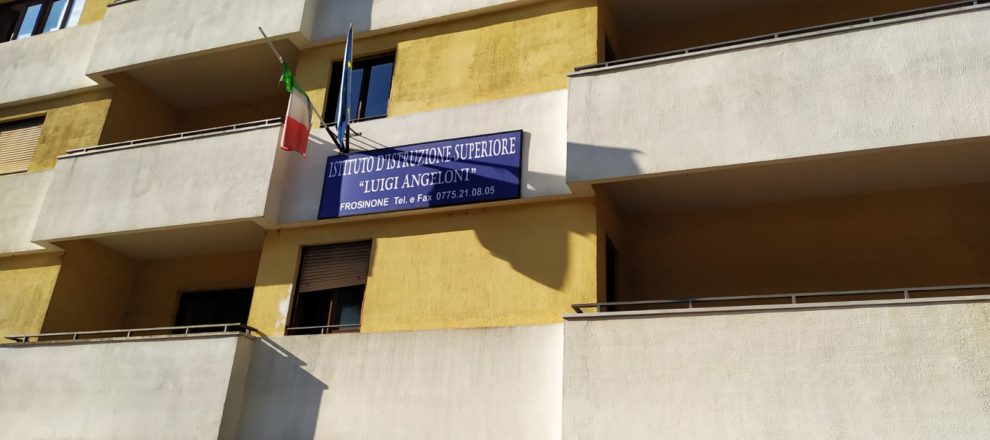 ISTITUTO D'ISTRUZIONE SUPERIORE
"LUIGI ANGELONI"
FROSINONE Tel. e Fax 0775.21.08.05